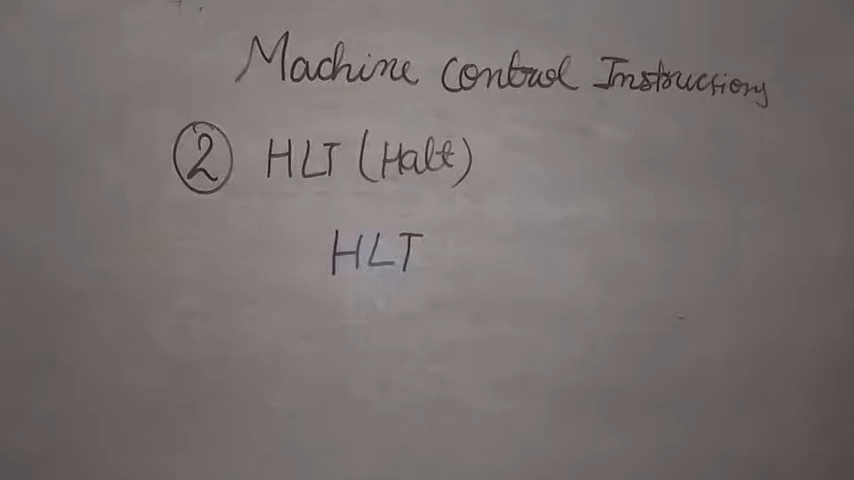 Machine Control Instructions
② HLT (Halt)
HLT